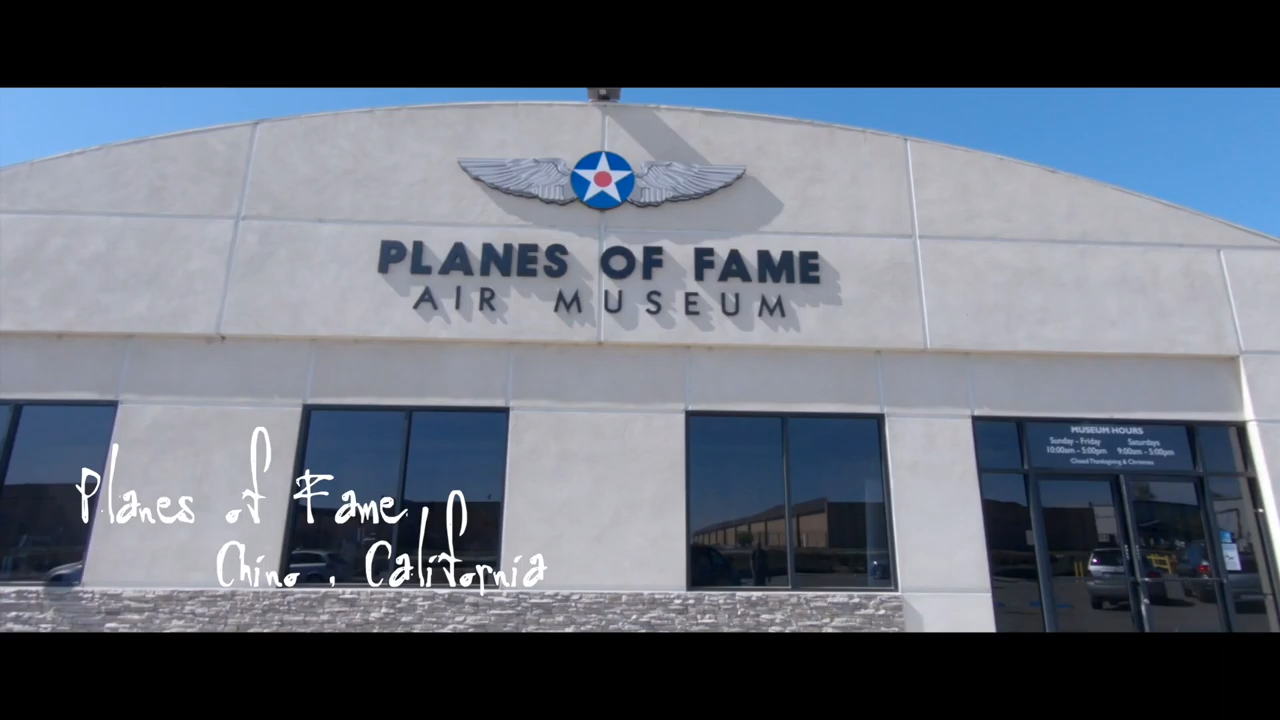 PLANES OF FAME
AIR MUSEUM
MUSEUM HOURS
Sunday - Friday Saturdays
10:00am - 5:00pm 9:00am - 5:00pm
Closed Thanksgiving & Christmas
Planes of Fame
Chino , California